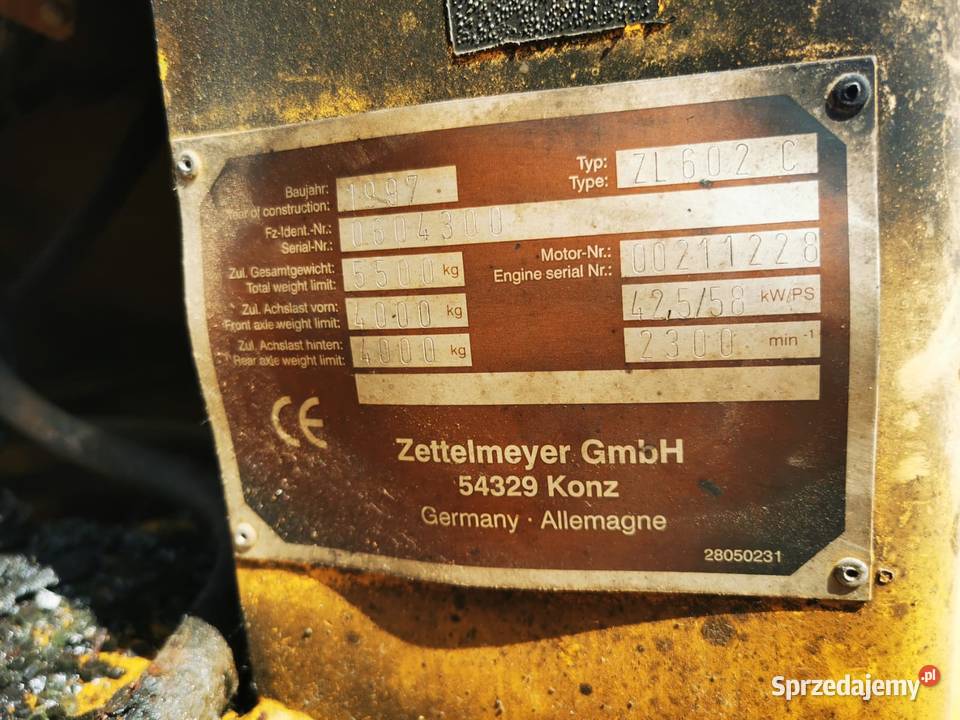 Typ: ZL602 C
Type:
Baujahr: 1997
Year of construction:
Fz-Ident.-Nr.: 0604300
Serial-Nr.:
Motor-Nr.: 00211228
Engine serial Nr.:
Zul. Gesamtgewicht: 5500 kg
Total weight limit:
42,5/58 kW/PS
Zul. Achslast vorn: 4000 kg
Front axle weight limit:
2300 min⁻¹
Zul. Achslast hinten: 4000 kg
Rear axle weight limit:
CE
Zettelmeyer GmbH
54329 Konz
Germany · Allemagne
28050231
Sprzedajemy.pl